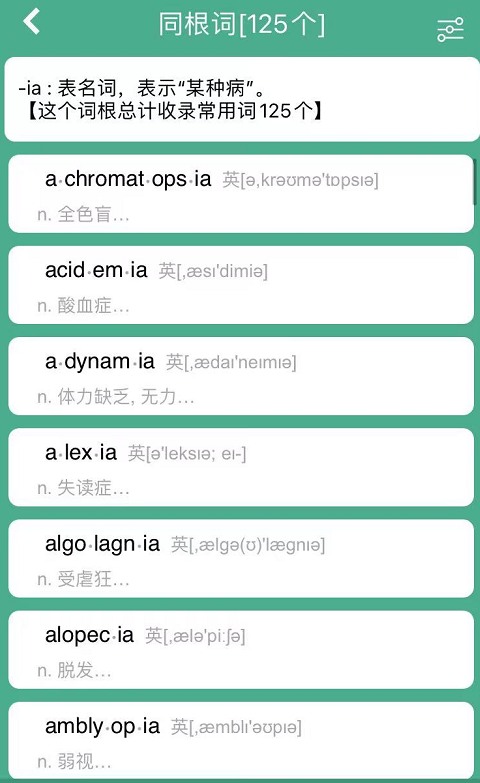 同根词[125个]
-ia : 表名词，表示“某种病”。
【这个词根总计收录常用词125个】
a·chromat·ops·ia 英[ə,krəʊmə'tɒpsɪə]
n. 全色盲...
acid·em·ia 英[,æsɪ'dimiə]
n. 酸血症...
a·dynam·ia 英[,ædaɪ'neɪmɪə]
n. 体力缺乏, 无力...
a·lex·ia 英[ə'leksɪə; eɪ-]
n. 失读症...
algo·lagn·ia 英[,ælgə(ʊ)'lægnɪə]
n. 受虐狂...
alopec·ia 英[,ælə'piːʃə]
n. 脱发...
ambly·op·ia 英[,æmblɪ'əʊpɪə]
n. 弱视...